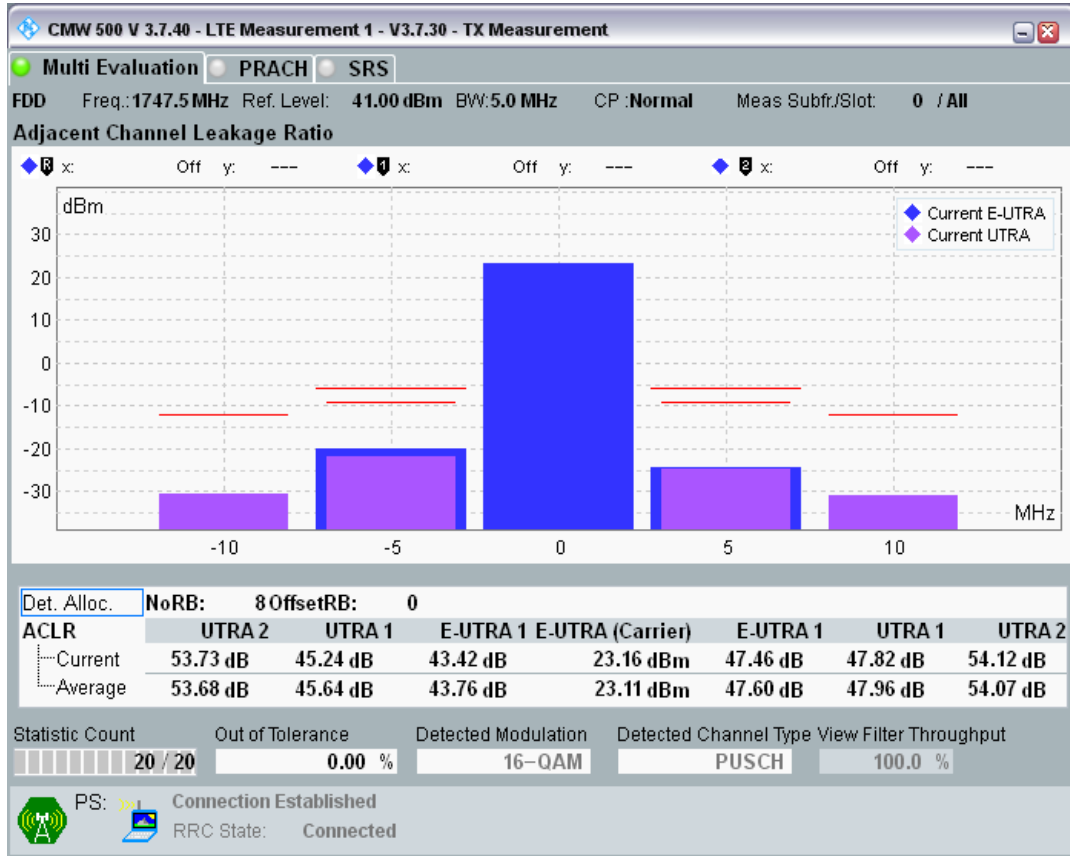 CMW 500 V 3.7.40 - LTE Measurement 1 - V3.7.30 - TX Measurement
Multi Evaluation PRACH SRS
FDD Freq.: 1747.5 MHz Ref. Level: 41.00 dBm BW: 5.0 MHz CP : Normal Meas Subfr./Slot: 0 / All
Adjacent Channel Leakage Ratio
R x: Off y: --- 1 x: Off y: --- 2 x: Off y: ---
dBm
Current E-UTRA
Current UTRA
30
20
10
0
-10
-20
-30
MHz
-10 -5 0 5 10
Det. Alloc. NoRB: 8 OffsetRB: 0
ACLR UTRA 2 UTRA 1 E-UTRA 1 E-UTRA (Carrier) E-UTRA 1 UTRA 1 UTRA 2
Current 53.73 dB 45.24 dB 43.42 dB 23.16 dBm 47.46 dB 47.82 dB 54.12 dB
Average 53.68 dB 45.64 dB 43.76 dB 23.11 dBm 47.60 dB 47.96 dB 54.07 dB
Statistic Count Out of Tolerance Detected Modulation Detected Channel Type View Filter Throughput
20 / 20 0.00 % 16-QAM PUSCH 100.0 %
PS: Connection Established
RRC State: Connected